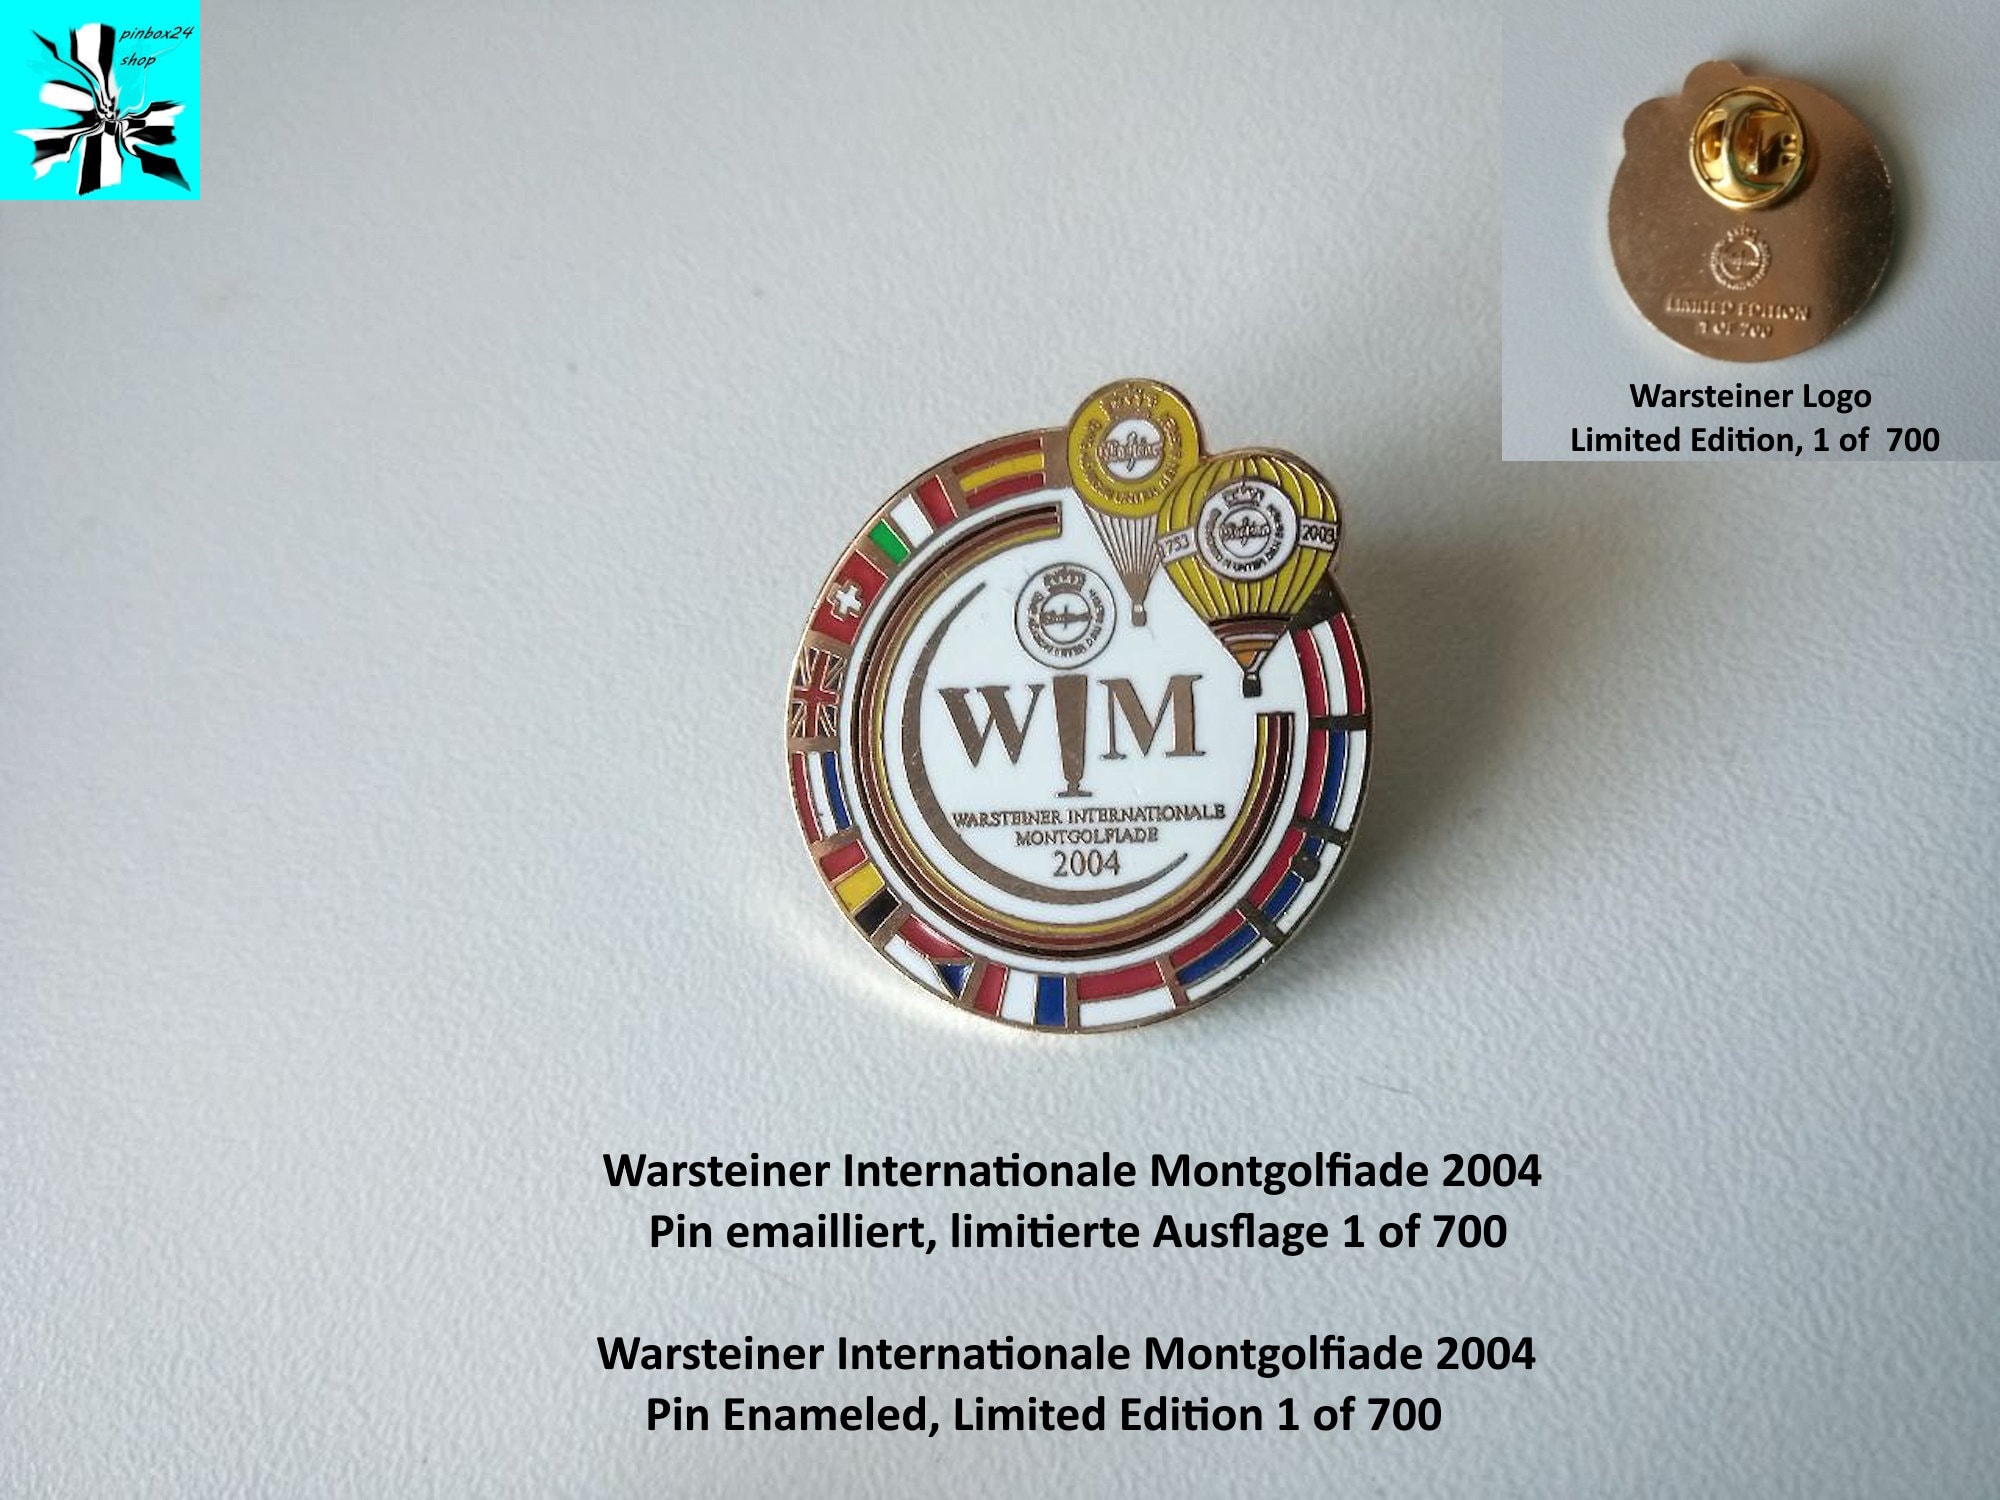 pinbox24
shop
LIMITED EDITION
1 OF 700
Warsteiner Logo
Limited Edition, 1 of  700
1753
2003
W M
WARSTEINER INTERNATIONALE
MONTGOLFIADE
2004
Warsteiner Internationale Montgolfiade 2004
Pin emailliert, limitierte Ausflage 1 of 700
Warsteiner Internationale Montgolfiade 2004
Pin Enameled, Limited Edition 1 of 700